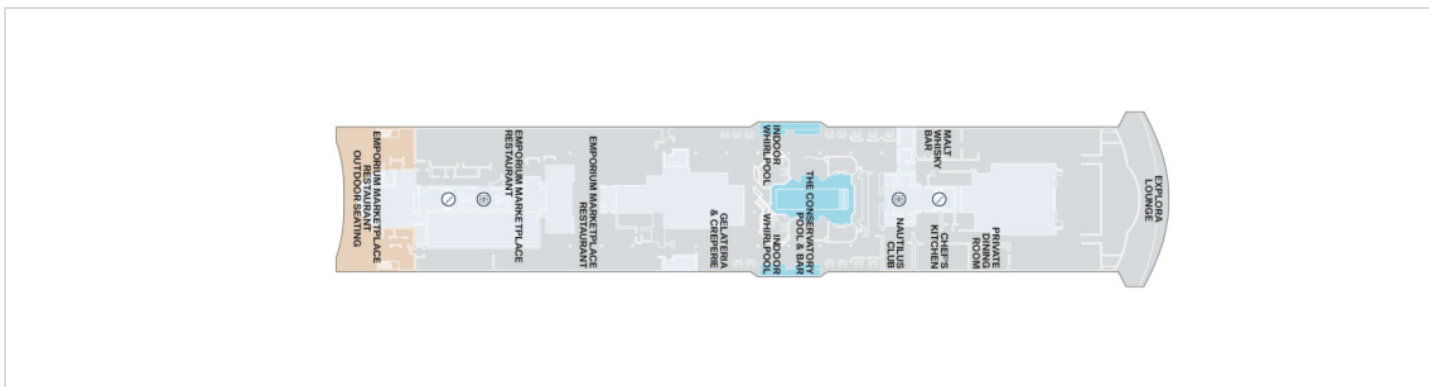 EMPORIUM MARKETPLACE
RESTAURANT
OUTDOOR SEATING
EMPORIUM MARKETPLACE
RESTAURANT
EMPORIUM MARKETPLACE
RESTAURANT
GELATERIA
& CREPERIE
INDOOR
WHIRLPOOL
INDOOR
WHIRLPOOL
THE CONSERVATORY
POOL & BAR
NAUTILUS
CLUB
MALT
WHISKY
BAR
CHEF'S
KITCHEN
PRIVATE
DINING
ROOM
EXPLORA
LOUNGE